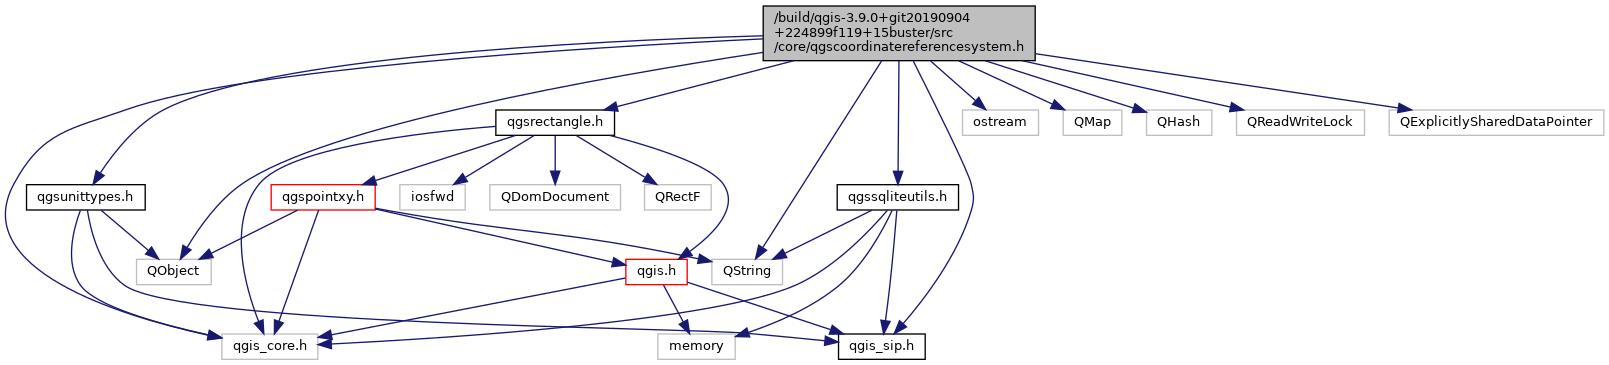 /build/qgis-3.9.0+git20190904
+224899f119+15buster/src
/core/qgscoordinatereferencesystem.h
qgsrectangle.h
ostream
QMap
QHash
QReadWriteLock
QExplicitlySharedDataPointer
qgsunittypes.h
qgspointxy.h
iosfwd
QDomDocument
QRectF
qgssqliteutils.h
QObject
qgis.h
QString
qgis_core.h
memory
qgis_sip.h